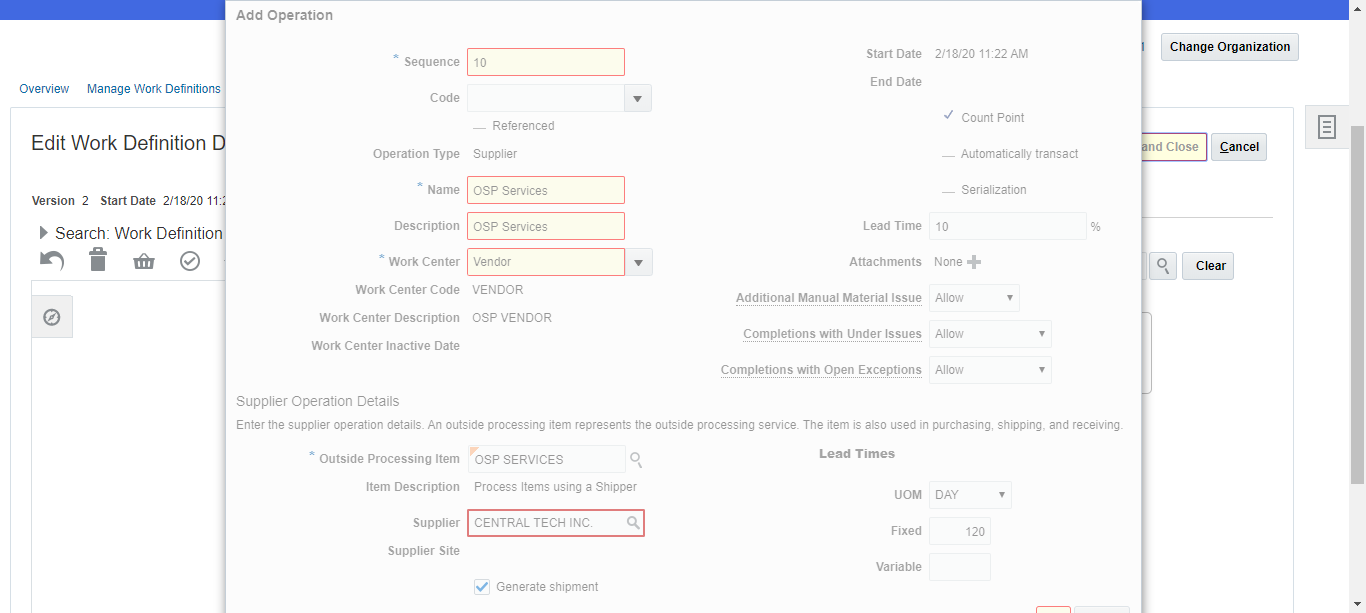 Add Operation
* Sequence 10
Code
Referenced
Operation Type Supplier
* Name OSP Services
Description OSP Services
* Work Center Vendor
Work Center Code VENDOR
Work Center Description OSP VENDOR
Work Center Inactive Date
Start Date 2/18/20 11:22 AM
End Date
Count Point
Automatically transact
Serialization
Lead Time 10 %
Attachments None
Additional Manual Material Issue Allow
Completions with Under Issues Allow
Completions with Open Exceptions Allow
Supplier Operation Details
Enter the supplier operation details. An outside processing item represents the outside processing service. The item is also used in purchasing, shipping, and receiving.
* Outside Processing Item OSP SERVICES
Item Description Process Items using a Shipper
Supplier CENTRAL TECH INC.
Supplier Site
Generate shipment
Lead Times
UOM DAY
Fixed 120
Variable
Change Organization
Overview Manage Work Definitions
Edit Work Definition D
and Close Cancel
Version 2 Start Date 2/18/20 11:2
Search: Work Definition
Clear